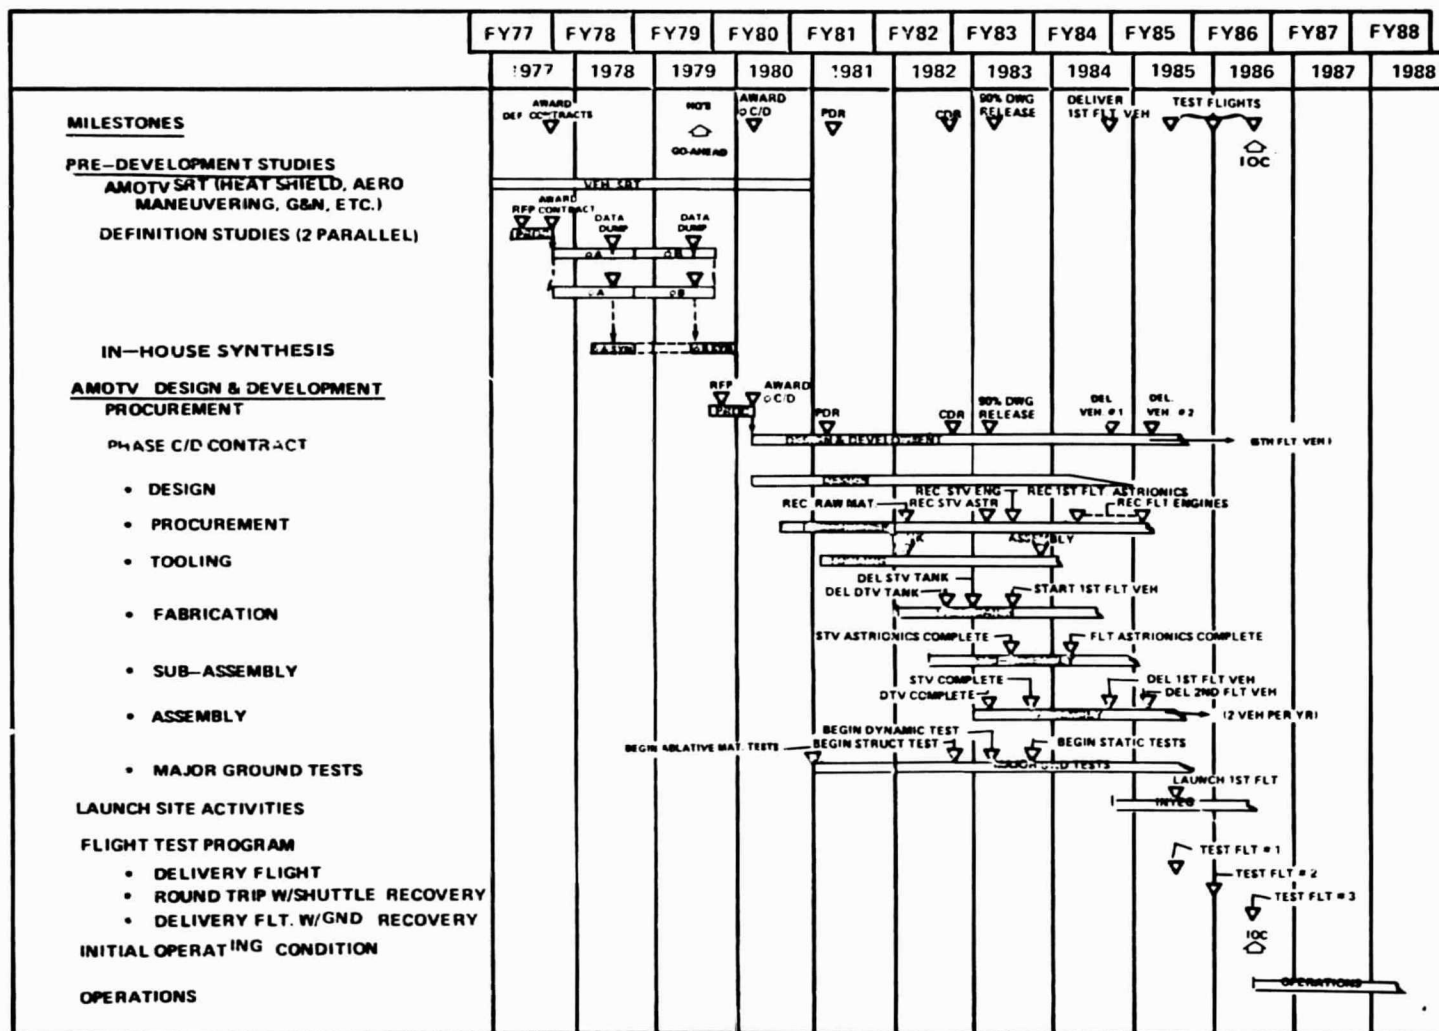 FY77 FY78 FY79 FY80 FY81 FY82 FY83 FY84 FY85 FY86 FY87 FY88
1977 1978 1979 1980 1981 1982 1983 1984 1985 1986 1987 1988
MILESTONES
AWARD
DEF CONTRACTS
GO-AHEAD
AWARD
C/D
PDR
CDR
90% DWG
RELEASE
DELIVER
1ST FLT VEH
TEST FLIGHTS
IOC
PRE-DEVELOPMENT STUDIES
AMOTV SRT (HEAT SHIELD, AERO
MANEUVERING, G&N, ETC.)
VEH. SRT
RFP
AWARD
CONTRACT
DATA
DUMP
DATA
DUMP
DEFINITION STUDIES (2 PARALLEL)
A B
A B
IN-HOUSE SYNTHESIS
AMOTV DESIGN & DEVELOPMENT
PROCUREMENT
RFP
AWARD
C/D
PDR
CDR
90% DWG
RELEASE
DEL
VEH #1
DEL.
VEH #2
PHASE C/D CONTRACT
DESIGN & DEVELOPMENT
• DESIGN
REC STV ENG
REC 1ST FLT ASTRIONICS
REC RAW MAT.
REC STV ASTR
REC FLT ENGINES
• PROCUREMENT
ASSEMBLY
• TOOLING
DEL STV TANK
DEL DTV TANK
START 1ST FLT VEH
• FABRICATION
STV ASTRIONICS COMPLETE
FLT ASTRIONICS COMPLETE
• SUB-ASSEMBLY
STV COMPLETE
DEL 1ST FLT VEH
DTV COMPLETE
DEL 2ND FLT VEH
• ASSEMBLY
(2 VEH PER YR)
BEGIN DYNAMIC TEST
BEGIN ABLATIVE MAT. TESTS
BEGIN STRUCT TEST
BEGIN STATIC TESTS
• MAJOR GROUND TESTS
MAJOR GND TESTS
LAUNCH 1ST FLT
LAUNCH SITE ACTIVITIES
INTEG
FLIGHT TEST PROGRAM
TEST FLT #1
• DELIVERY FLIGHT
TEST FLT #2
• ROUND TRIP W/SHUTTLE RECOVERY
TEST FLT #3
• DELIVERY FLT. W/GND RECOVERY
IOC
INITIAL OPERATING CONDITION
OPERATIONS
OPERATIONS